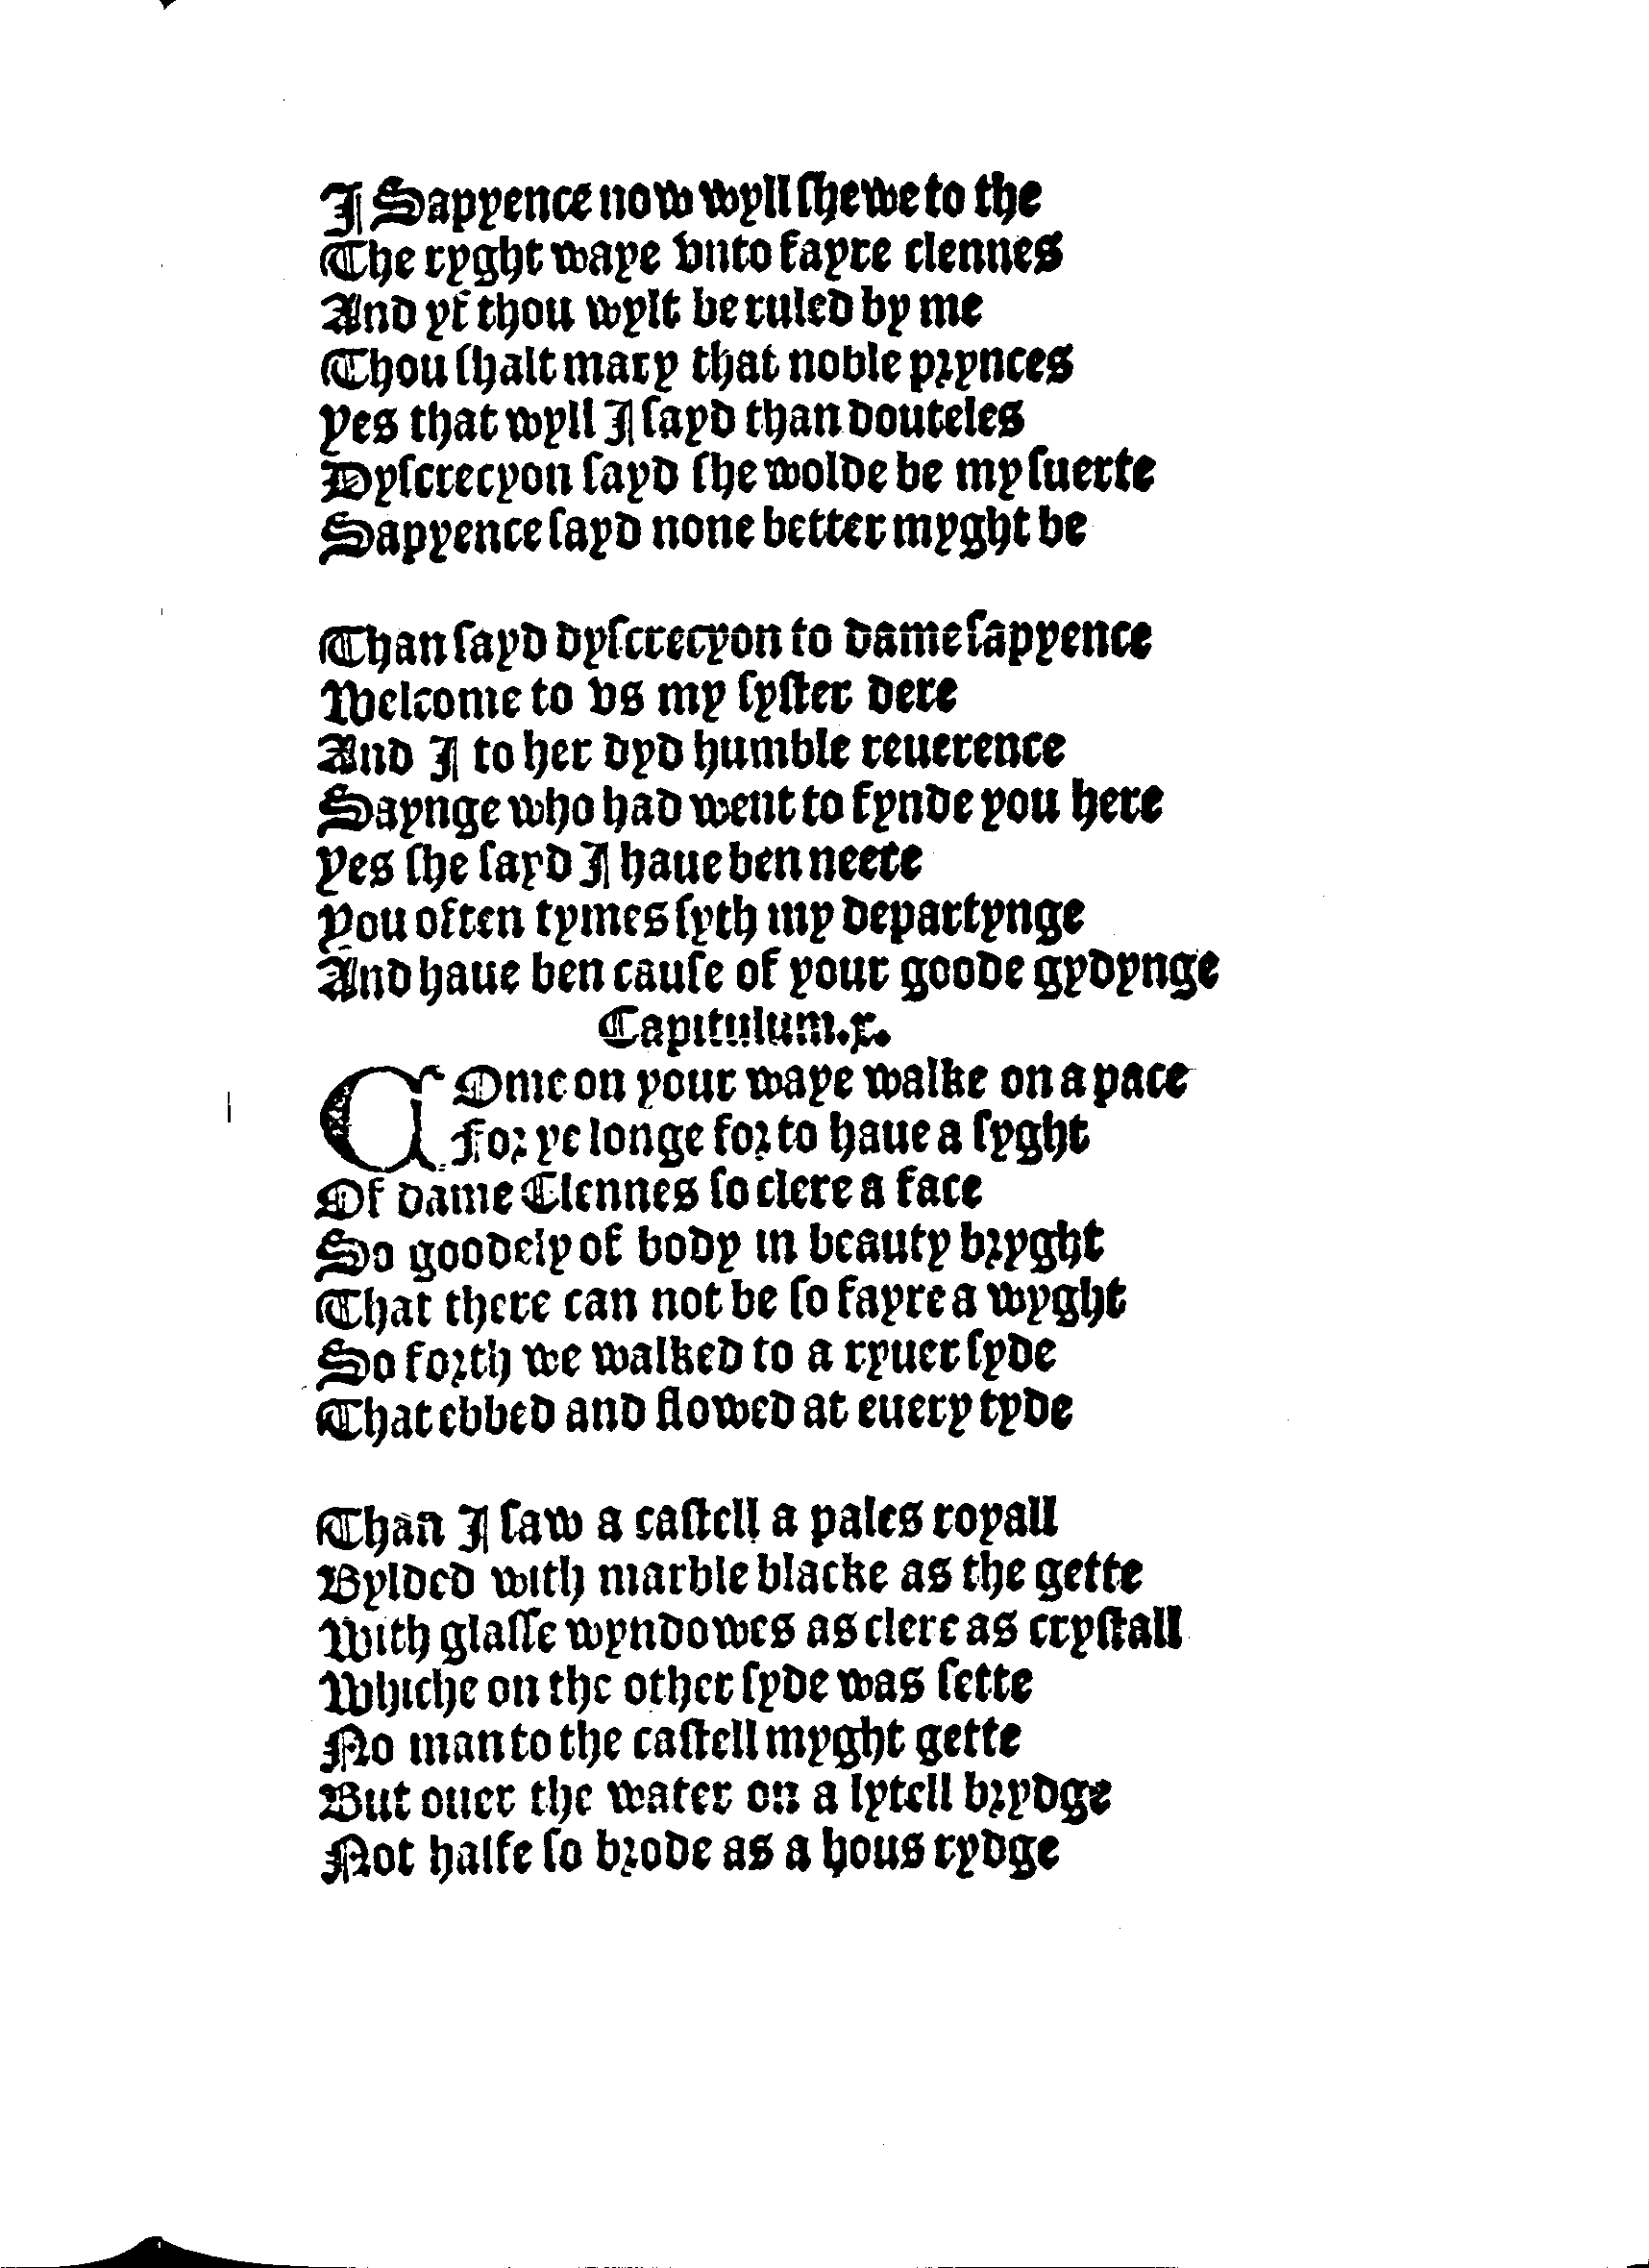 I Sapyence now wyll ſhewe to the
The ryght waye vnto fayre clennes
And yf thou wylt be ruled by me
Thou ſhalt mary that noble prynces
Yes that wyll I ſayd than douteles
Dyſcrecyon ſayd ſhe wolde be my ſuerte
Sapyence ſayd none better myght be
Than ſayd dyſcrecyon to dame ſapyence
Welcome to vs my ſyſter dere
And I to her dyd humble reuerence
Saynge who had went to fynde you here
Yes ſhe ſayd I haue ben neere
You often tymes ſyth my departynge
And haue ben cauſe of your goode gydynge
Capitulum.x.
COme on your waye walke on a pace
For ye longe for to haue a ſyght
Of dame Clennes ſo clere a face
So goodely of body in beauty bryght
That there can not be ſo fayre a wyght
So forth we walked to a ryuer ſyde
That ebbed and flowed at euery tyde
Than I ſaw a caſtell a pales royall
Bylded with marble blacke as the gette
With glaſſe wyndowes as clere as cryſtall
Whiche on the other ſyde was ſette
No man to the caſtell myght gette
But ouer the water on a lytell brydge
Not halfe ſo brode as a hous rydge